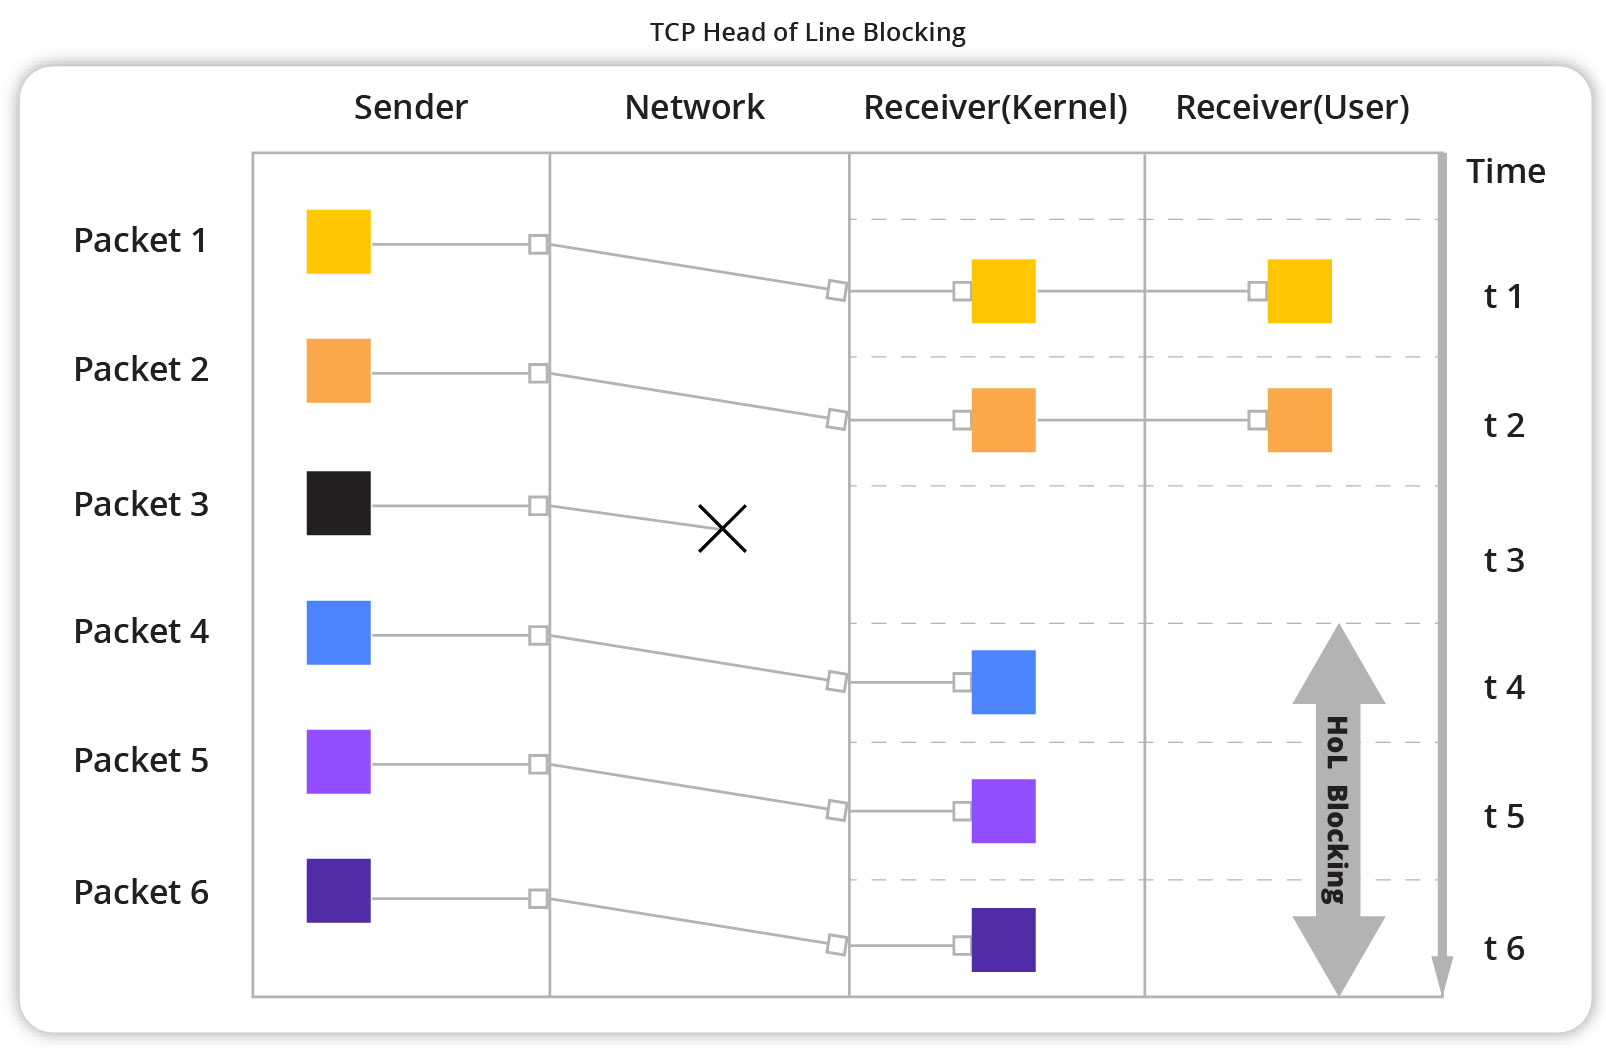 TCP Head of Line Blocking
Sender
Network
Receiver(Kernel)
Receiver(User)
Time
Packet 1
t 1
Packet 2
t 2
Packet 3
t 3
Packet 4
t 4
HoL Blocking
Packet 5
t 5
Packet 6
t 6